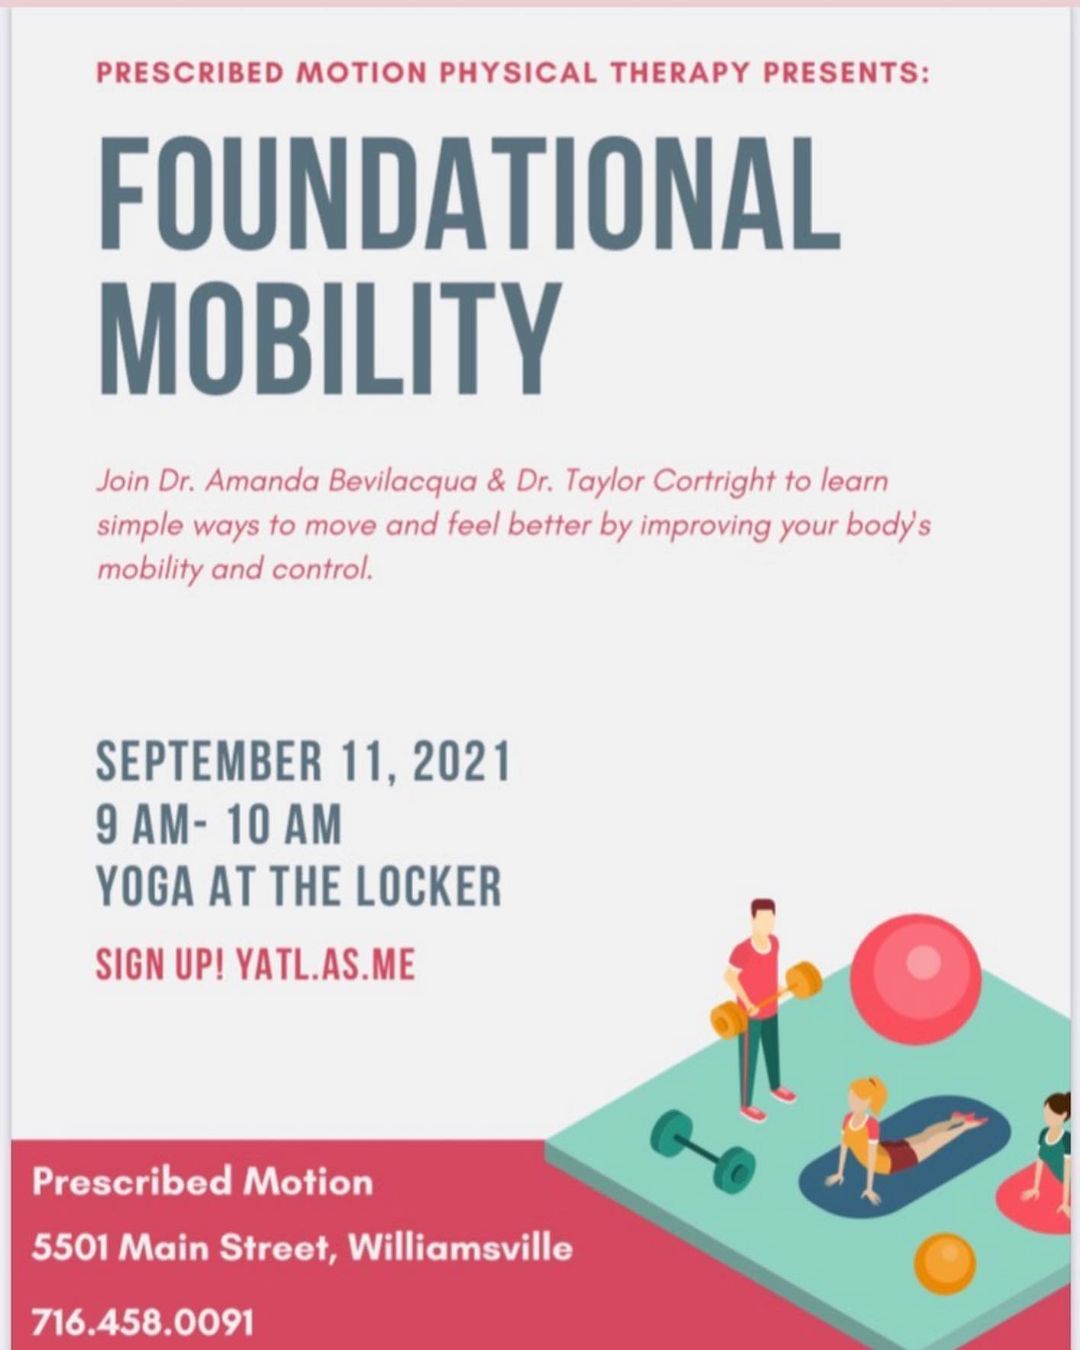 PRESCRIBED MOTION PHYSICAL THERAPY PRESENTS:
FOUNDATIONAL
MOBILITY
Join Dr. Amanda Bevilacqua & Dr. Taylor Cortright to learn
simple ways to move and feel better by improving your body's
mobility and control.
SEPTEMBER 11, 2021
9 AM- 10 AM
YOGA AT THE LOCKER
SIGN UP! YATL.AS.ME
Prescribed Motion
5501 Main Street, Williamsville
716.458.0091